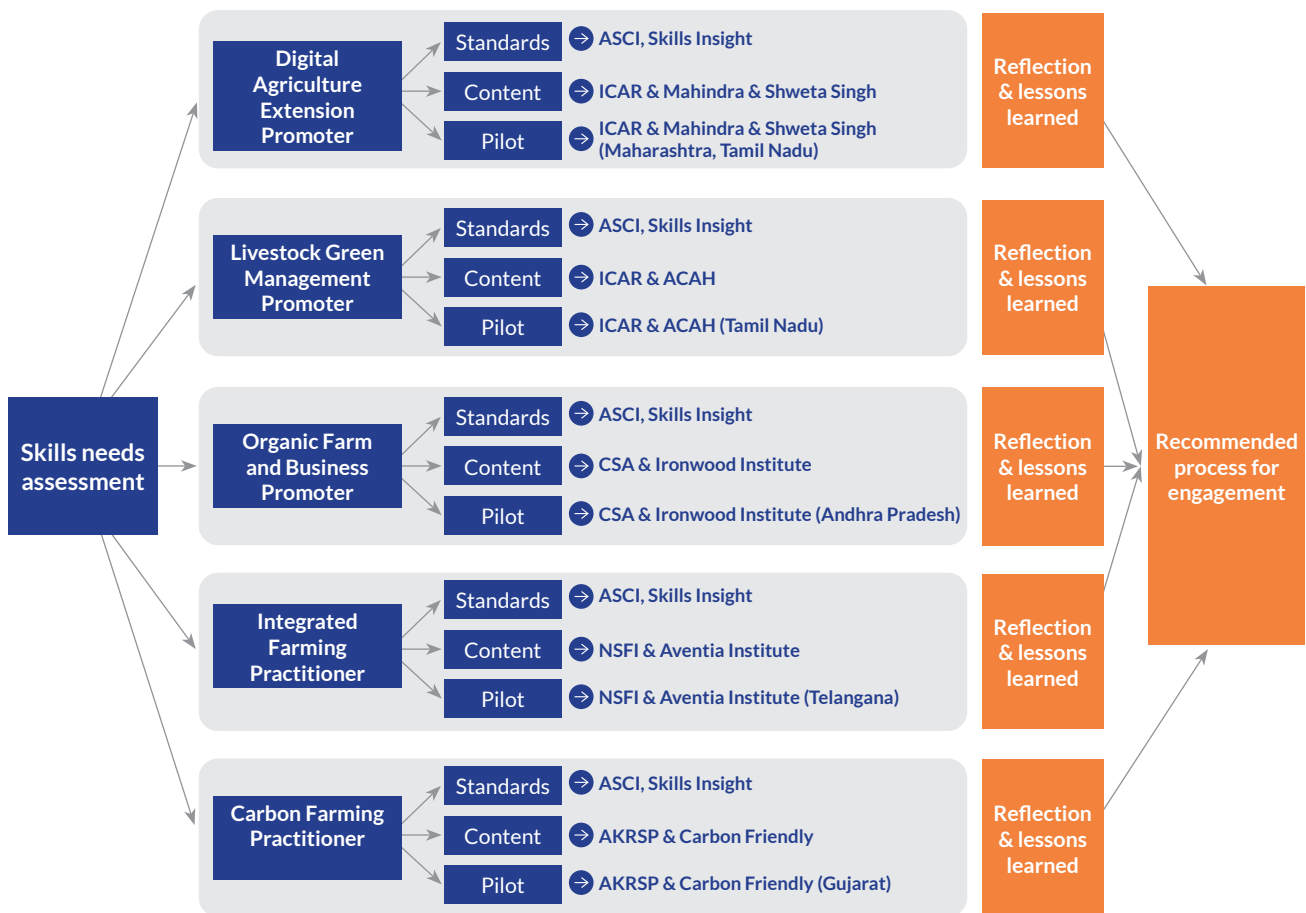 Skills needs
assessment
Digital
Agriculture
Extension
Promoter
Standards
ASCI, Skills Insight
Content
ICAR & Mahindra & Shweta Singh
Pilot
ICAR & Mahindra & Shweta Singh
(Maharashtra, Tamil Nadu)
Reflection
& lessons
learned
Livestock Green
Management
Promoter
Standards
ASCI, Skills Insight
Content
ICAR & ACAH
Pilot
ICAR & ACAH (Tamil Nadu)
Reflection
& lessons
learned
Organic Farm
and Business
Promoter
Standards
ASCI, Skills Insight
Content
CSA & Ironwood Institute
Pilot
CSA & Ironwood Institute (Andhra Pradesh)
Reflection
& lessons
learned
Integrated
Farming
Practitioner
Standards
ASCI, Skills Insight
Content
NSFI & Aventia Institute
Pilot
NSFI & Aventia Institute (Telangana)
Reflection
& lessons
learned
Carbon Farming
Practitioner
Standards
ASCI, Skills Insight
Content
AKRSP & Carbon Friendly
Pilot
AKRSP & Carbon Friendly (Gujarat)
Reflection
& lessons
learned
Recommended
process for
engagement